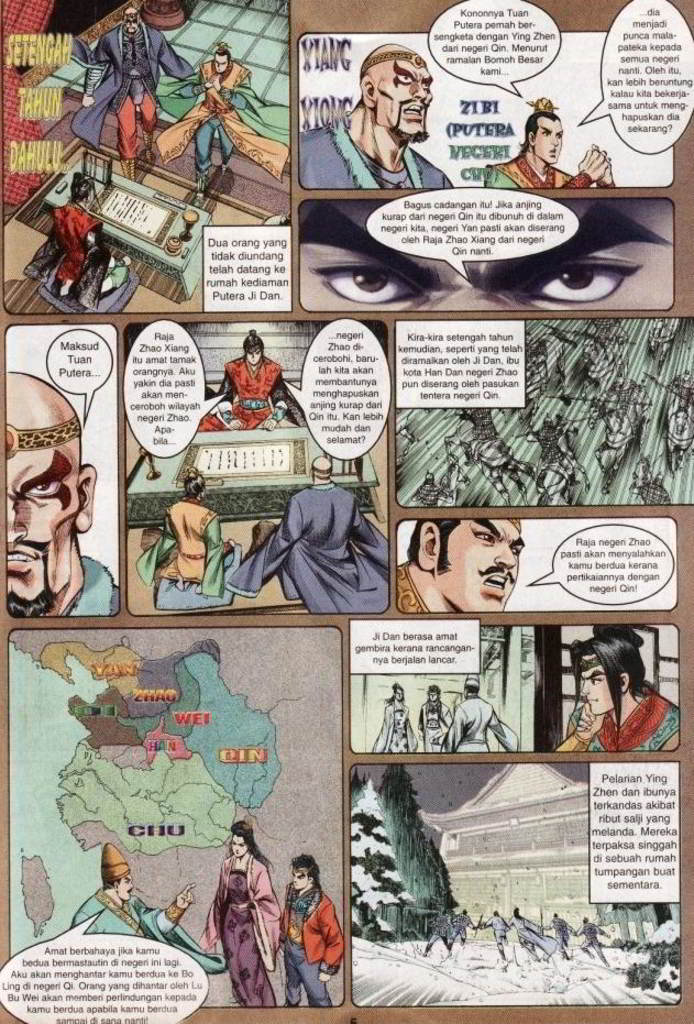 SETENGAH
TAHUN
DAHULU...
Dua orang yang
tidak diundang
telah datang ke
rumah kediaman
Putera Ji Dan.
XIANG
XIONG
Kononnya Tuan
Putera pernah ber-
sengketa dengan Ying Zhen
dari negeri Qin. Menurut
ramalan Bomoh Besar
kami...
ZI BI
(PUTERA
NEGERI
CHU)
...dia
menjadi
punca mala-
pateka kepada
semua negeri
nanti. Oleh itu,
kan lebih beruntung
kalau kita bekerja-
sama untuk meng-
hapuskan dia
sekarang?
Bagus cadangan itu! Jika anjing
kurap dari negeri Qin itu dibunuh di dalam
negeri kita, negeri Yan pasti akan diserang
oleh Raja Zhao Xiang dari negeri
Qin nanti.
Maksud
Tuan
Putera...
Raja
Zhao Xiang
itu amat tamak
orangnya. Aku
yakin dia pasti
akan men-
ceroboh wilayah
negeri Zhao.
Apa-
bila...
...negeri
Zhao di-
cerobohi, baru-
lah kita akan
membantunya
menghapuskan
anjing kurap dari
Qin itu. Kan lebih
mudah dan
selamat?
Kira-kira setengah tahun
kemudian, seperti yang telah
diramalkan oleh Ji Dan, ibu
kota Han Dan negeri Zhao
pun diserang oleh pasukan
tentera negeri Qin.
Raja negeri Zhao
pasti akan menyalahkan
kamu berdua kerana
pertikaiannya dengan
negeri Qin!
YAN
ZHAO
WEI
HAN
QIN
CHU
Amat berbahaya jika kamu
bedua bermastautin di negeri ini lagi.
Aku akan menghantar kamu berdua ke Bo
Ling di negeri Qi. Orang yang dihantar oleh Lu
Bu Wei akan memberi perlindungan kepada
kamu berdua apabila kamu berdua
sampai di sana nanti!
Ji Dan berasa amat
gembira kerana rancangan-
nya berjalan lancar.
Pelarian Ying
Zhen dan ibunya
terkandas akibat
ribut salji yang
melanda. Mereka
terpaksa singgah
di sebuah rumah
tumpangan buat
sementara.